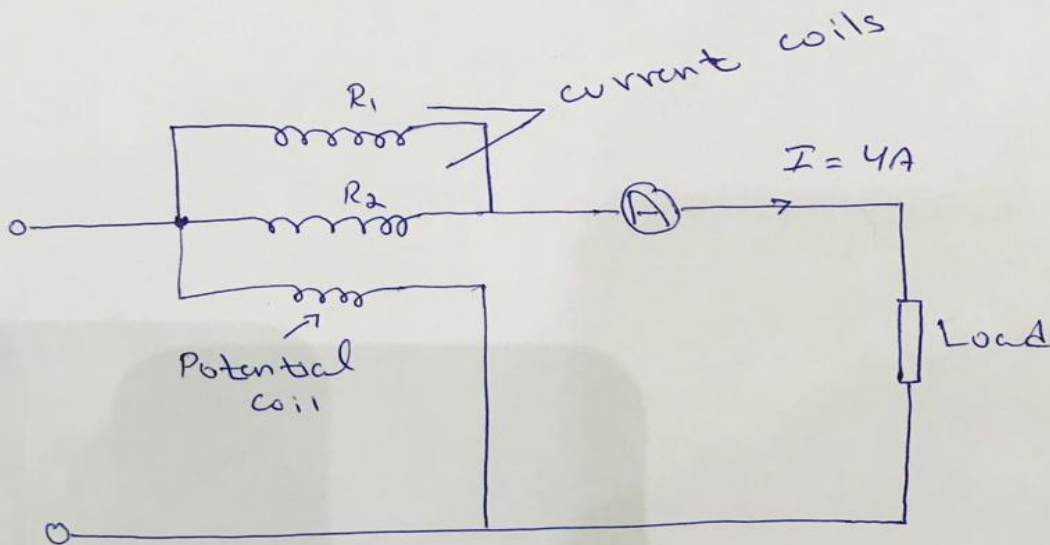 current coils
R1
I = 4A
R2
A
Load
Potential
coil